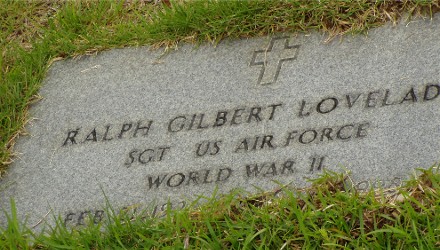 RALPH GILBERT LOVELAD
SGT US AIR FORCE
WORLD WAR II
FEB